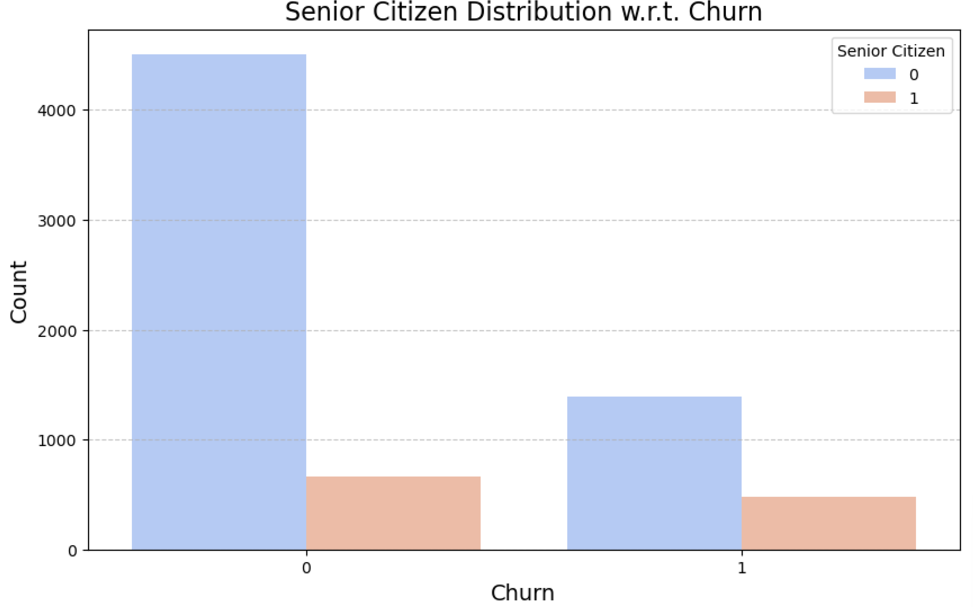 Senior Citizen Distribution w.r.t. Churn
Senior Citizen
0
1
4000
3000
2000
1000
0
Count
0 1
Churn